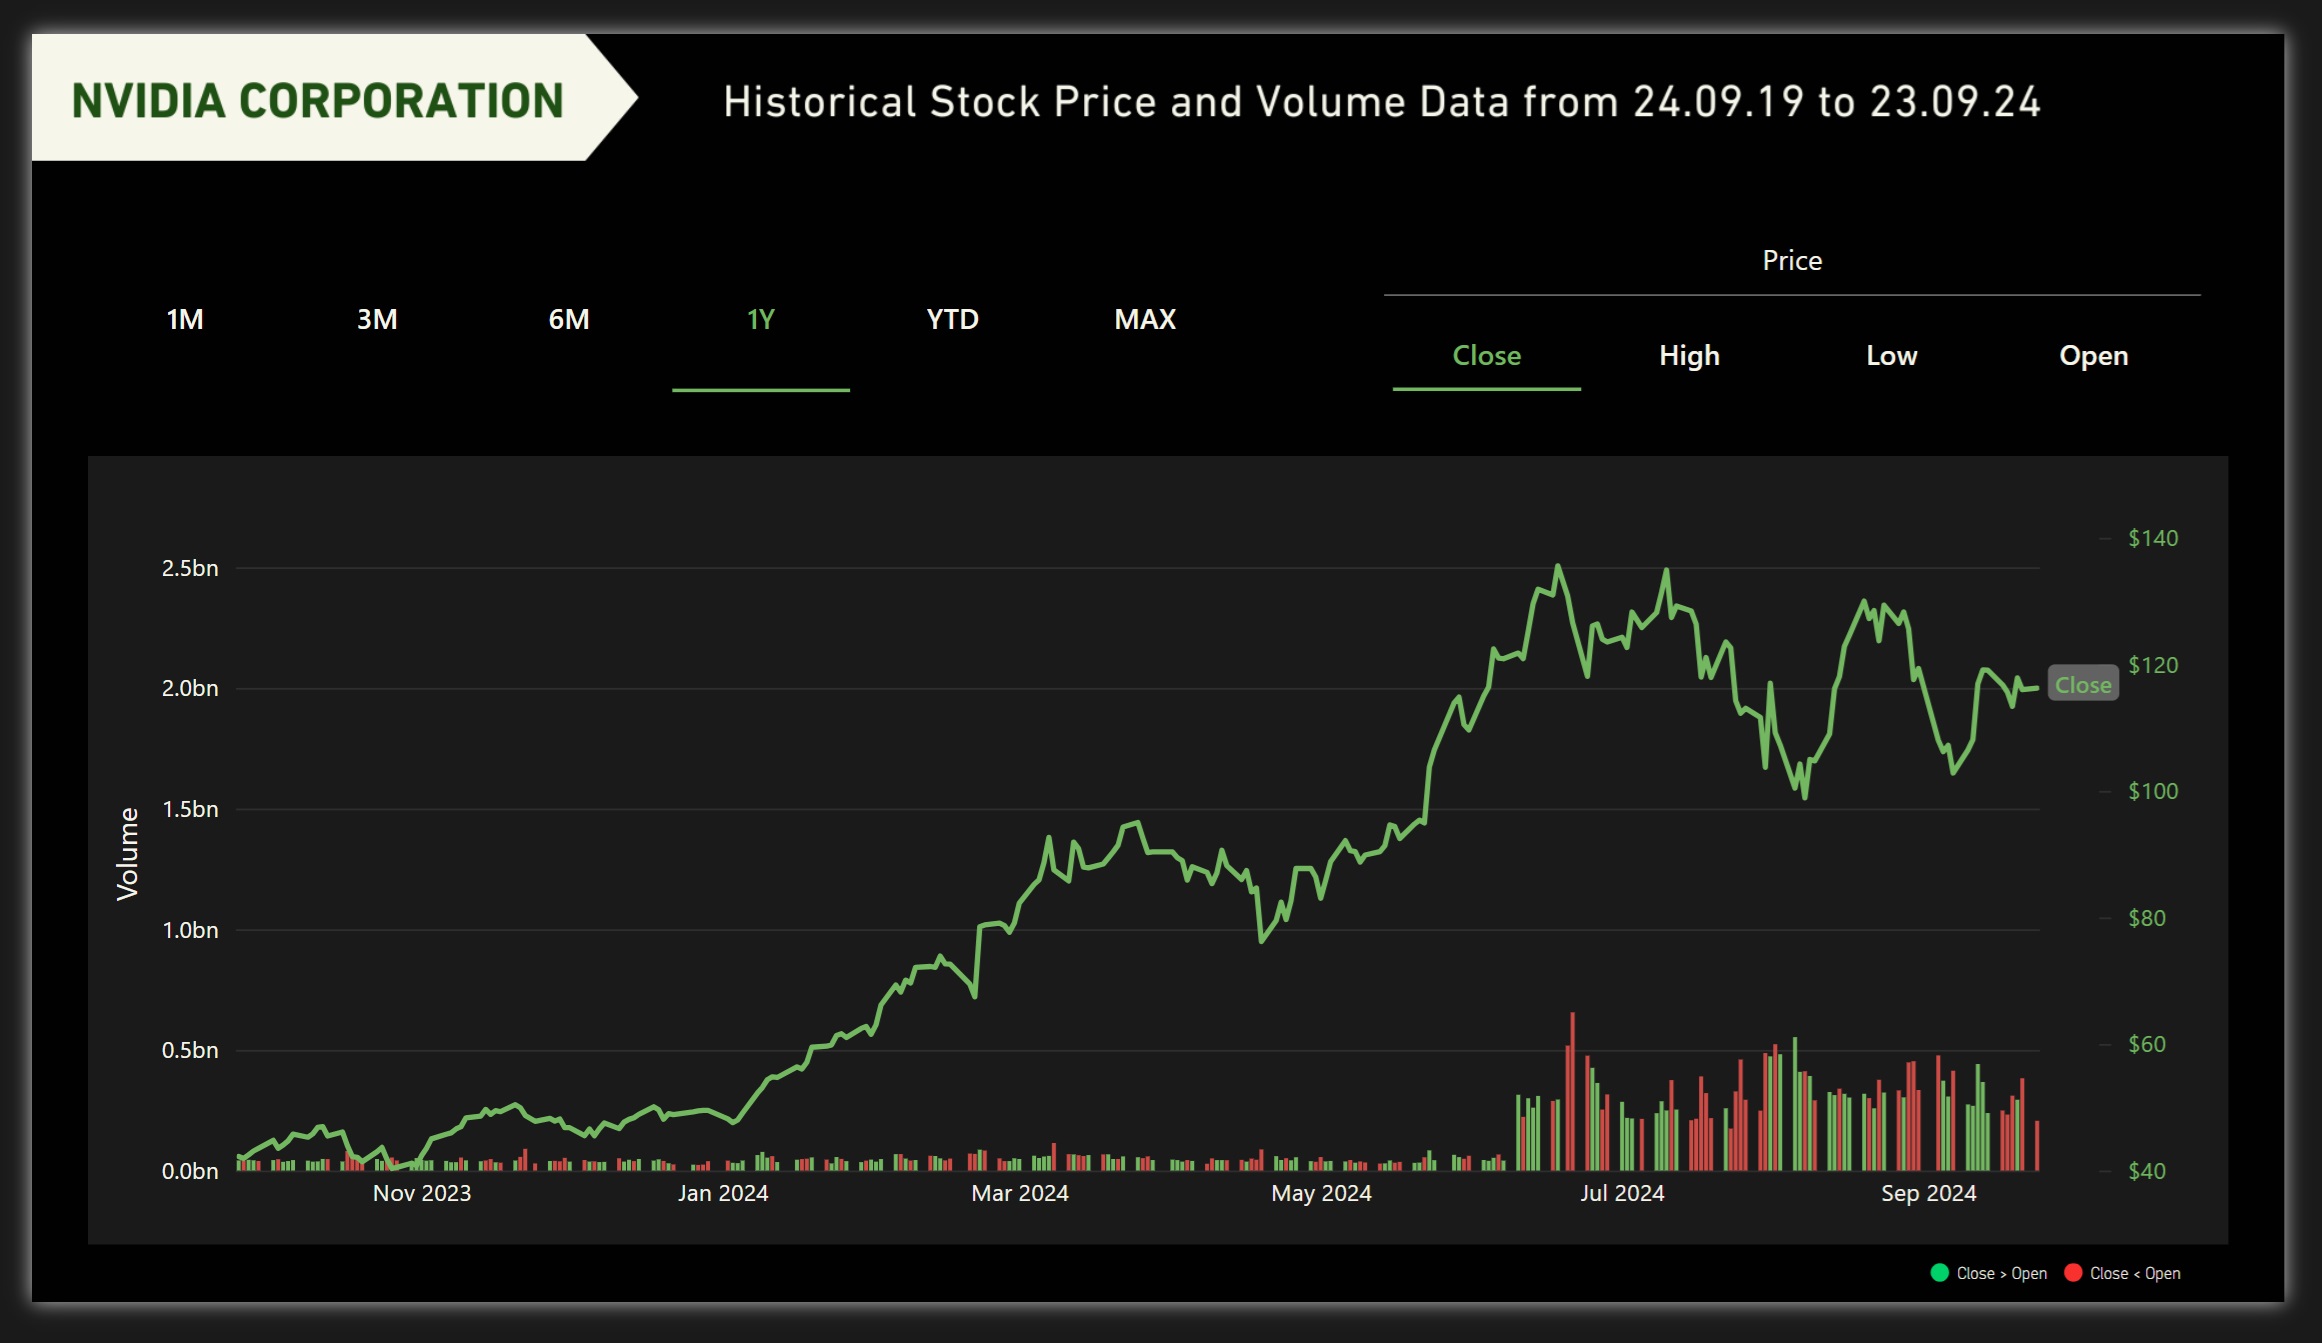 NVIDIA CORPORATION
Historical Stock Price and Volume Data from 24.09.19 to 23.09.24
Price
1M 3M 6M 1Y YTD MAX
Close High Low Open
$140
2.5bn
$120
2.0bn
Close
1.5bn
$100
Volume
1.0bn
$80
0.5bn
$60
0.0bn
$40
Nov 2023 Jan 2024 Mar 2024 May 2024 Jul 2024 Sep 2024
Close > Open Close < Open